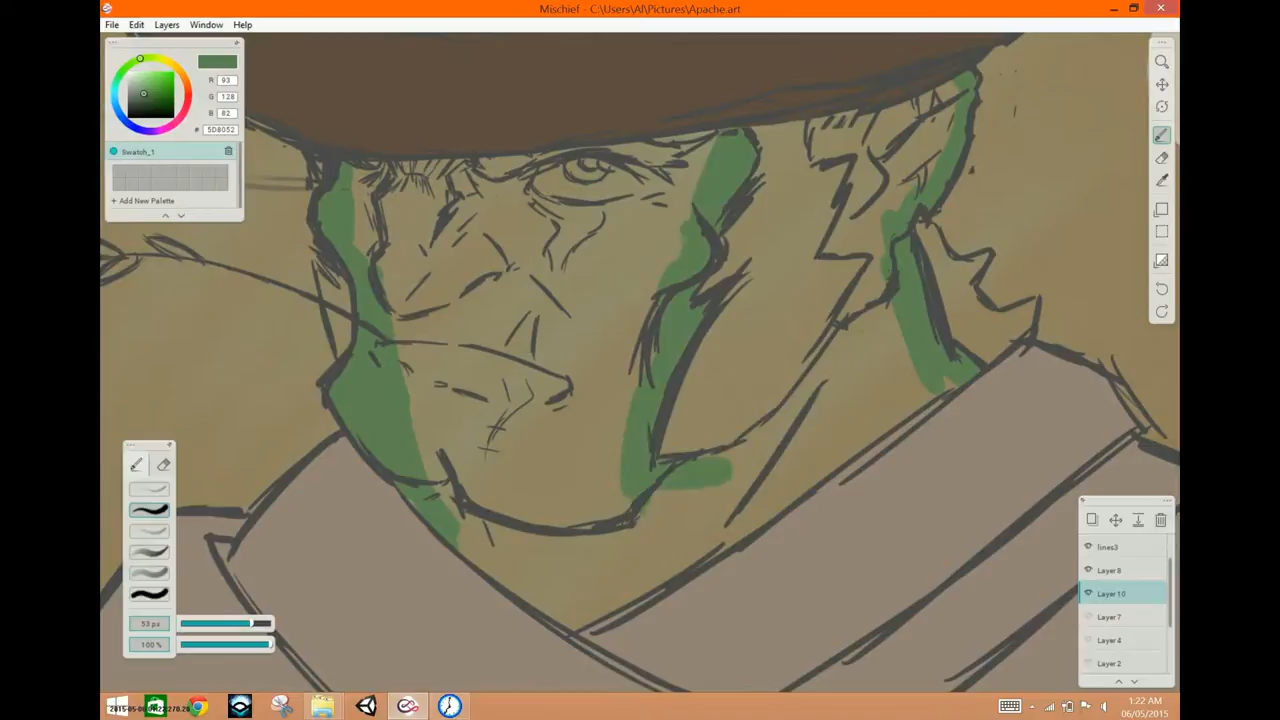 Mischief - C:\Users\Al\Pictures\Apache.art
File Edit Layers Window Help
R 93
G 128
B 82
# 5D8052
Swatch_1
+ Add New Palette
53 px
100 %
lines3
Layer 8
Layer 10
Layer 7
Layer 4
Layer 2
1:22 AM
06/05/2015